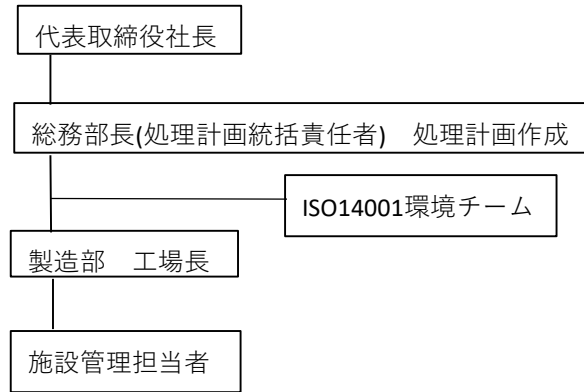 代表取締役社長
総務部長(処理計画統括責任者)　処理計画作成
ISO14001環境チーム
製造部　工場長
施設管理担当者